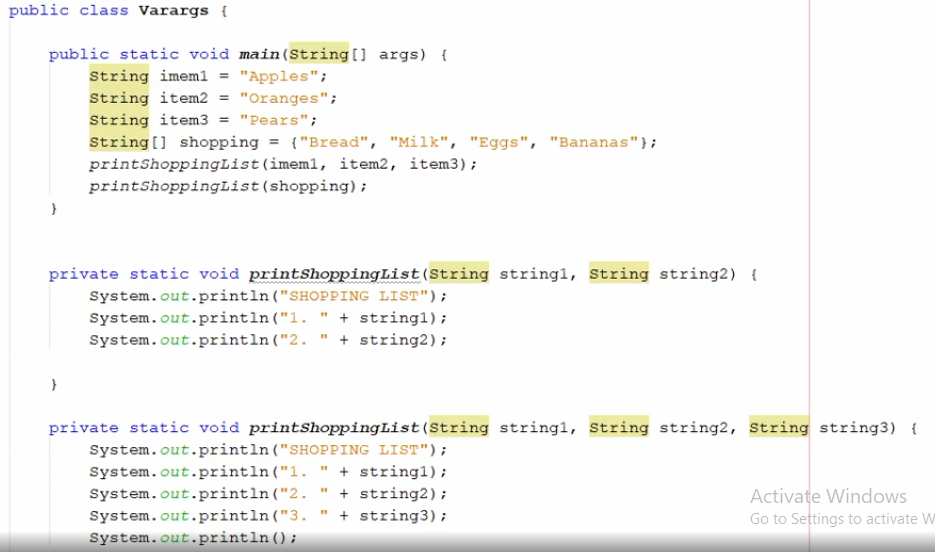 public class Varargs {
public static void main(String[] args) {
String imem1 = "Apples";
String item2 = "Oranges";
String item3 = "Pears";
String[] shopping = {"Bread", "Milk", "Eggs", "Bananas"};
printShoppingList(imem1, item2, item3);
printShoppingList(shopping);
}
private static void printShoppingList(String string1, String string2) {
System.out.println("SHOPPING LIST");
System.out.println("1. " + string1);
System.out.println("2. " + string2);
}
private static void printShoppingList(String string1, String string2, String string3) {
System.out.println("SHOPPING LIST");
System.out.println("1. " + string1);
System.out.println("2. " + string2);
System.out.println("3. " + string3);
System.out.println();
Activate Windows
Go to Settings to activate W